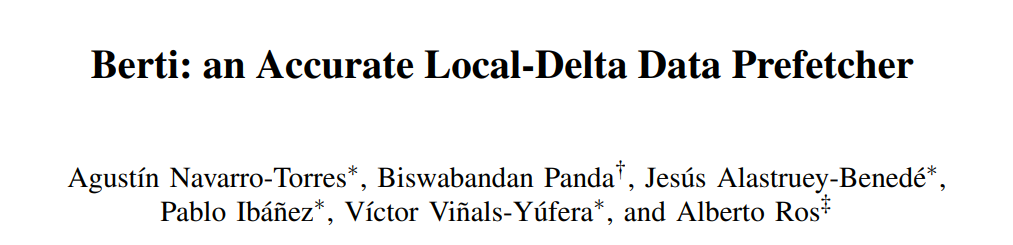 Berti: an Accurate Local-Delta Data Prefetcher
Agustín Navarro-Torres*, Biswabandan Panda†, Jesús Alastruey-Benedé*,
Pablo Ibáñez*, Víctor Viñals-Yúfera*, and Alberto Ros‡